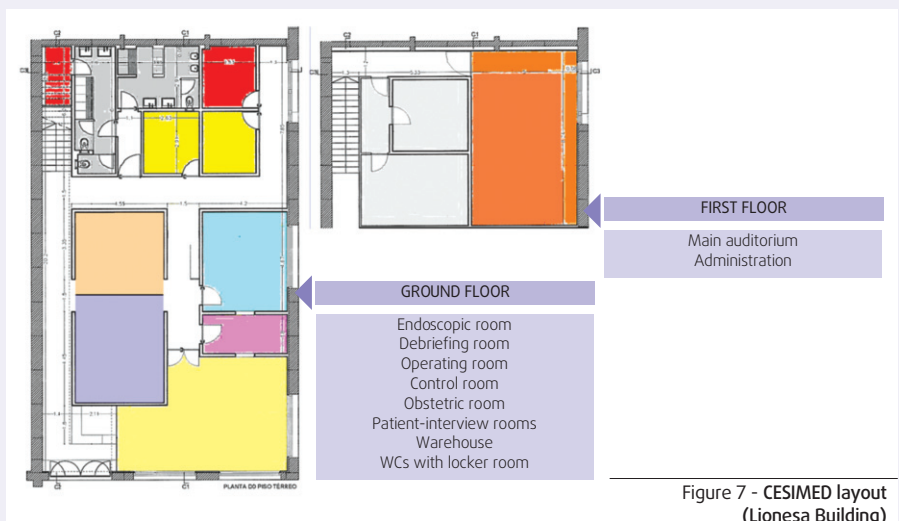 FIRST FLOOR
Main auditorium
Administration
GROUND FLOOR
Endoscopic room
Debriefing room
Operating room
Control room
Obstetric room
Patient-interview rooms
Warehouse
WCs with locker room
PLANTA DO PISO TÉRREO
Figure 7 - CESIMED layout
(Lionesa Building)